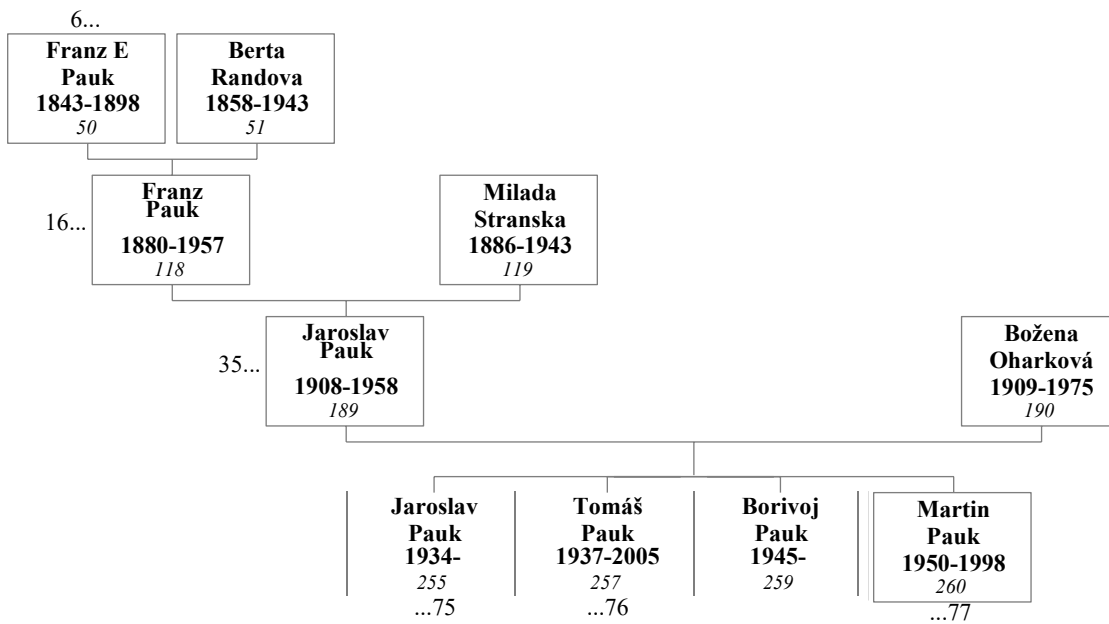 6...
Franz E
Pauk
1843-1898
50
Berta
Randova
1858-1943
51
16...
Franz
Pauk
1880-1957
118
Milada
Stranska
1886-1943
119
35...
Jaroslav
Pauk
1908-1958
189
Božena
Oharková
1909-1975
190
Jaroslav
Pauk
1934-
255
...75
Tomáš
Pauk
1937-2005
257
...76
Borivoj
Pauk
1945-
259
Martin
Pauk
1950-1998
260
...77